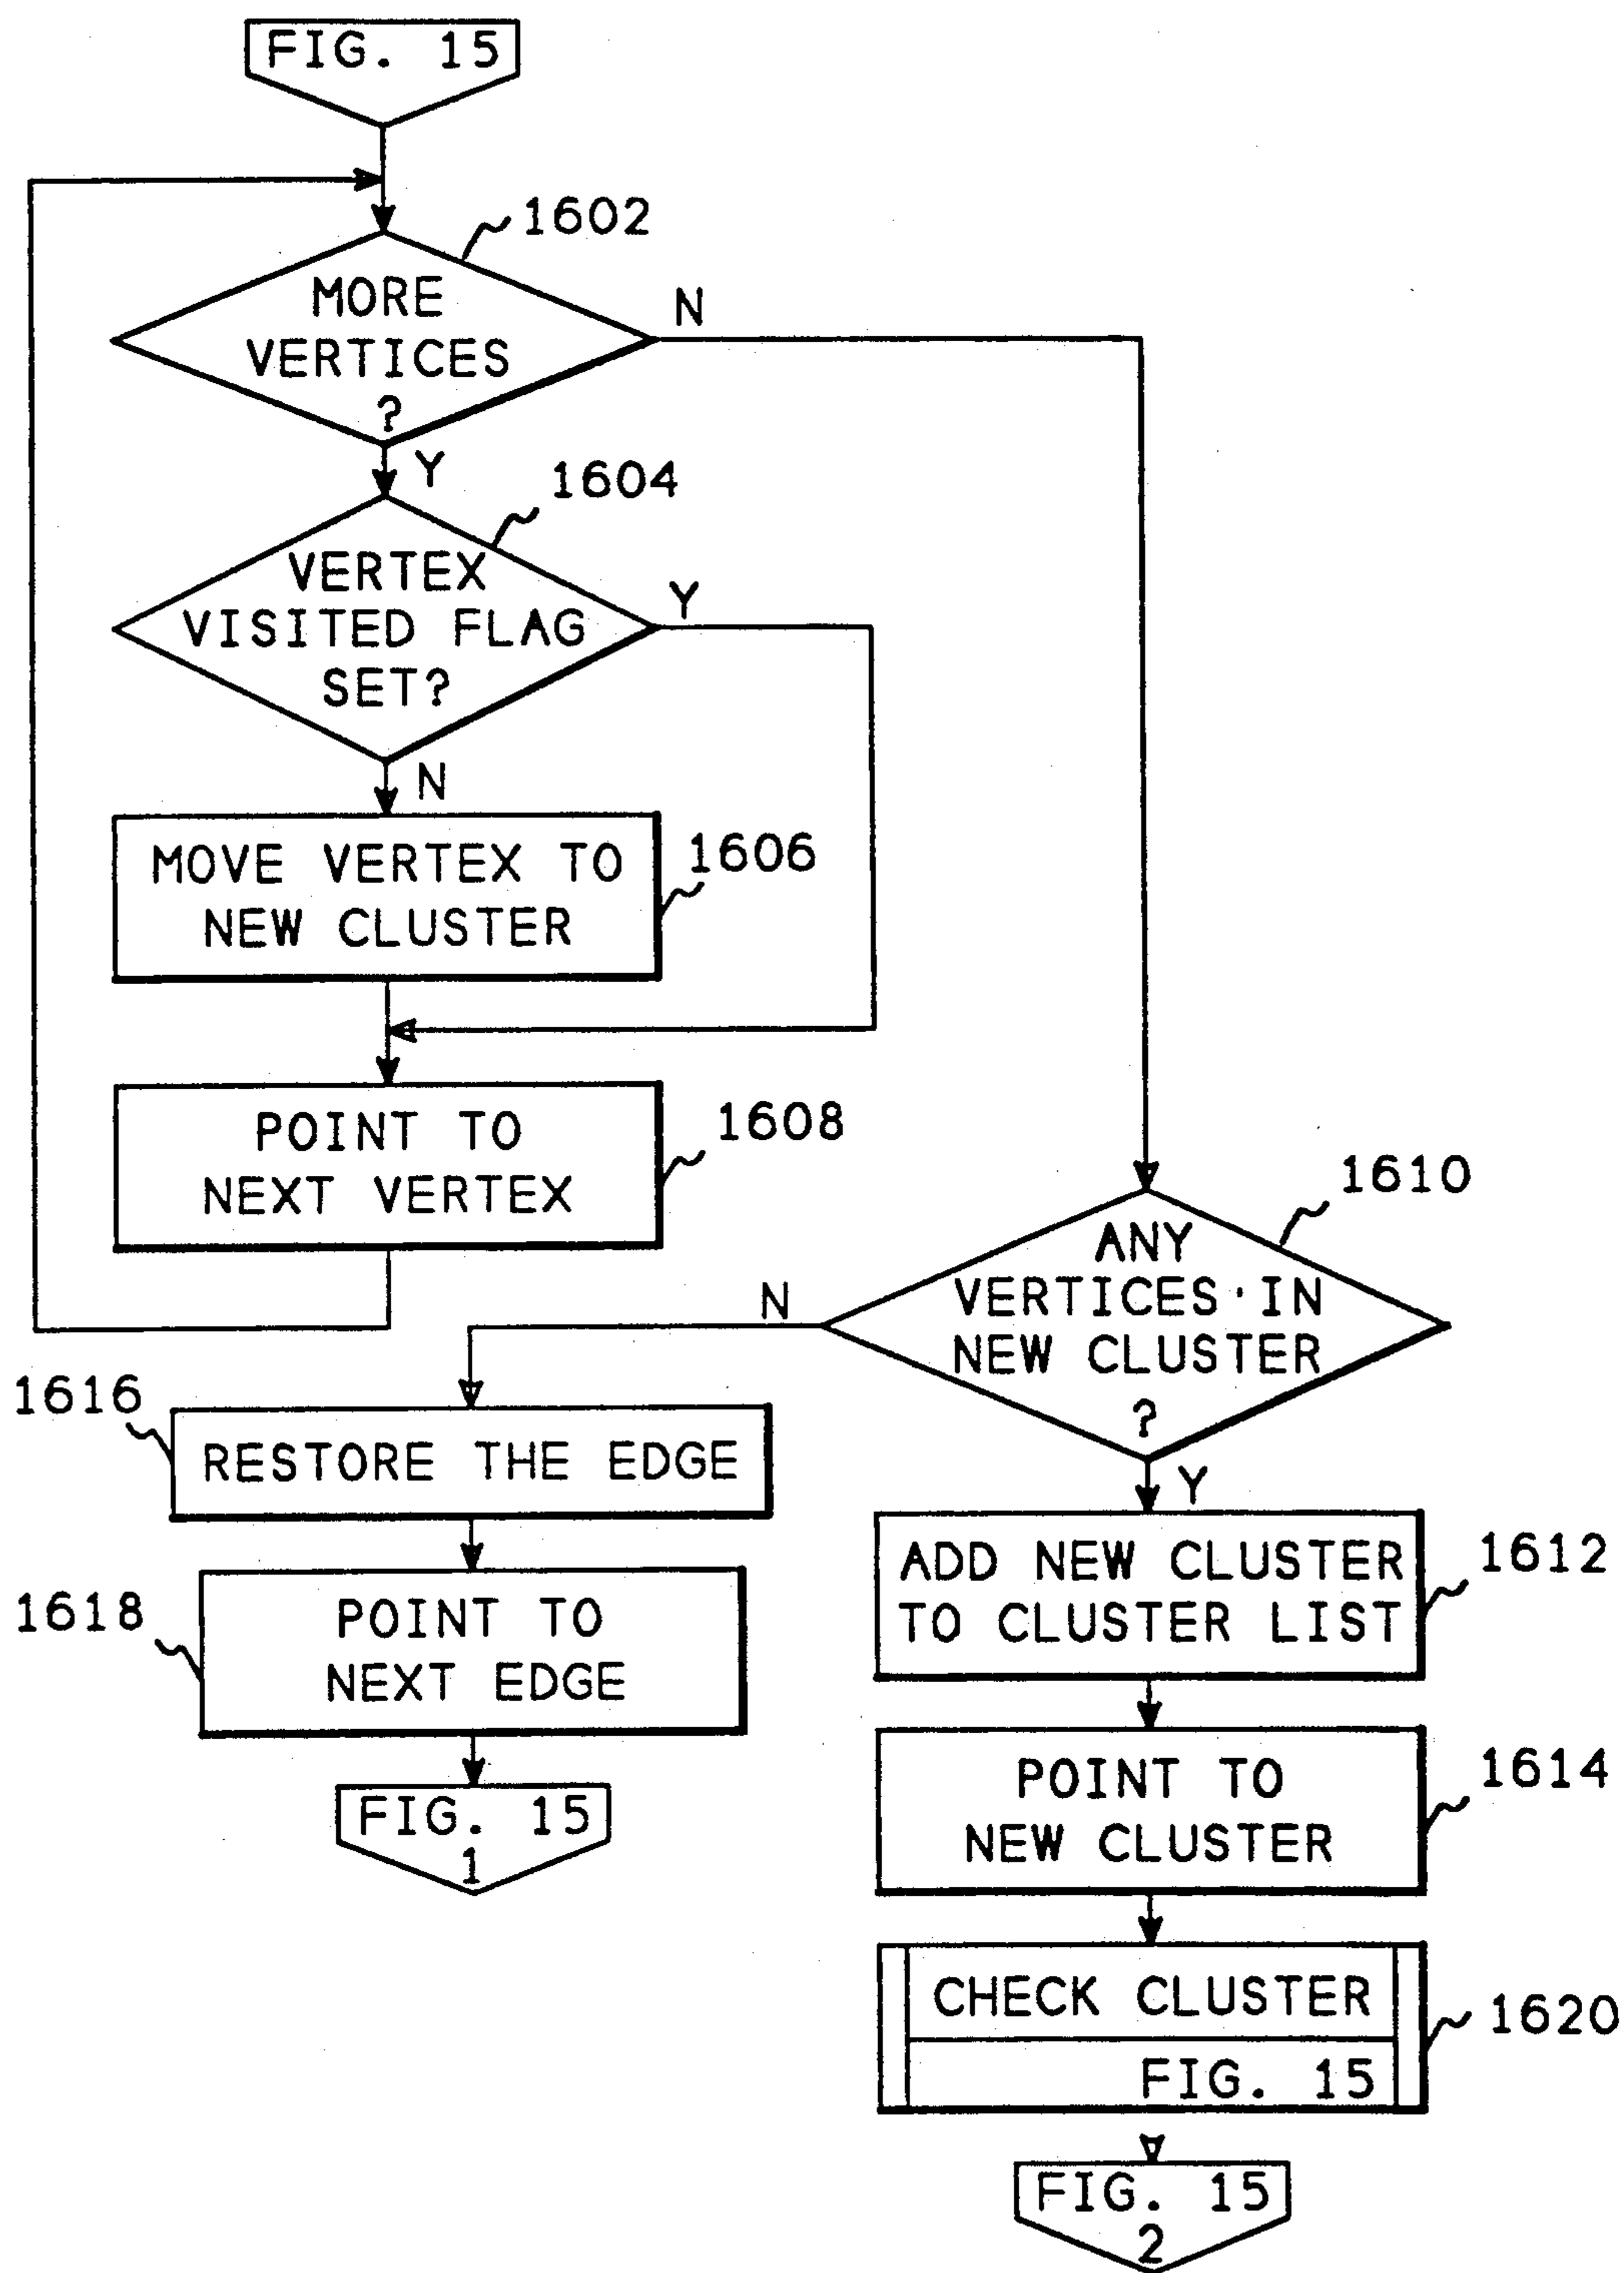 FIG. 15
1602
MORE
VERTICES
?
N
Y
1604
VERTEX
VISITED FLAG
SET?
Y
N
MOVE VERTEX TO
NEW CLUSTER
1606
POINT TO
NEXT VERTEX
1608
1610
ANY
VERTICES IN
NEW CLUSTER
?
N
Y
1616
RESTORE THE EDGE
1618
POINT TO
NEXT EDGE
FIG. 15
1
ADD NEW CLUSTER
TO CLUSTER LIST
1612
POINT TO
NEW CLUSTER
1614
CHECK CLUSTER
FIG. 15
1620
FIG. 15
2